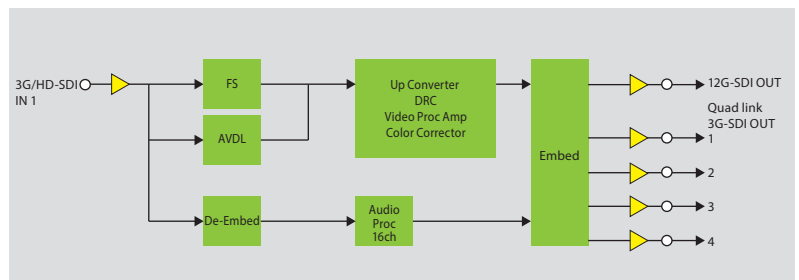 3G/HD-SDI
IN 1
FS
AVDL
De-Embed
Up Converter
DRC
Video Proc Amp
Color Corrector
Audio
Proc
16ch
Embed
12G-SDI OUT
Quad link
3G-SDI OUT
1
2
3
4